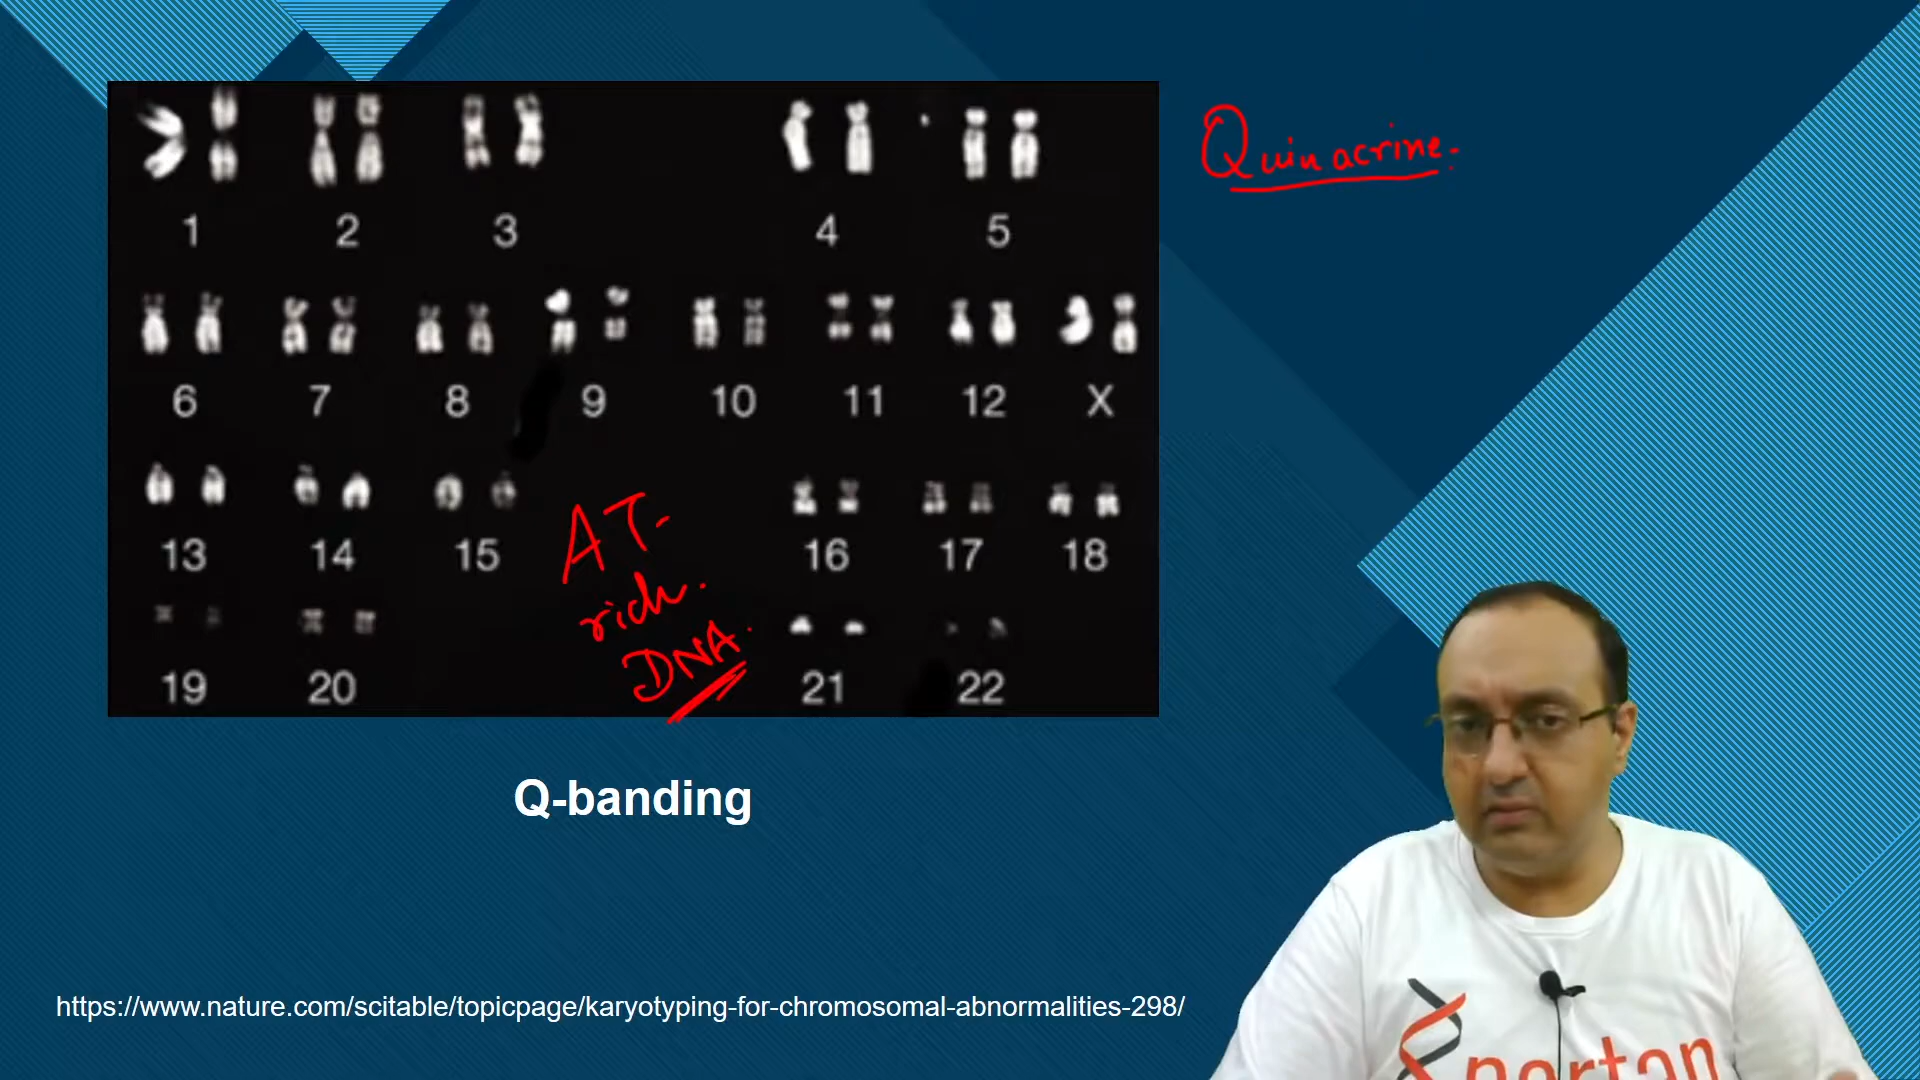 Quinacrine.
1 2 3 4 5
6 7 8 9 10 11 12 X
13 14 15 16 17 18
AT-
rich.
DNA.
19 20 21 22
Q-banding
https://www.nature.com/scitable/topicpage/karyotyping-for-chromosomal-abnormalities-298/